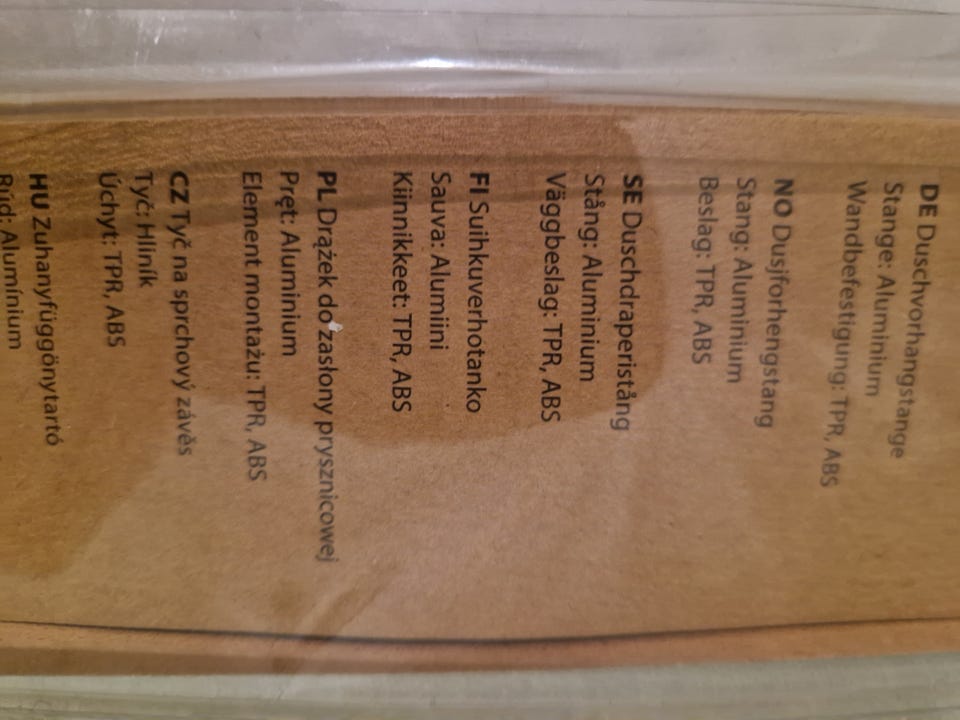 DE Duschvorhangstange
Stange: Aluminium
Wandbefestigung: TPR, ABS
NO Dusjforhengstang
Stang: Aluminium
Beslag: TPR, ABS
SE Duschdraperistång
Stång: Aluminium
Väggbeslag: TPR, ABS
FI Suihkuverhotanko
Sauva: Alumiini
Kiinnikkeet: TPR, ABS
PL Drążek do zasłony prysznicowej
Pręt: Aluminium
Element montażu: TPR, ABS
CZ Tyč na sprchový závěs
Tyč: Hliník
Úchyt: TPR, ABS
HU Zuhanyfüggönytartó
Rúd: Alumínium